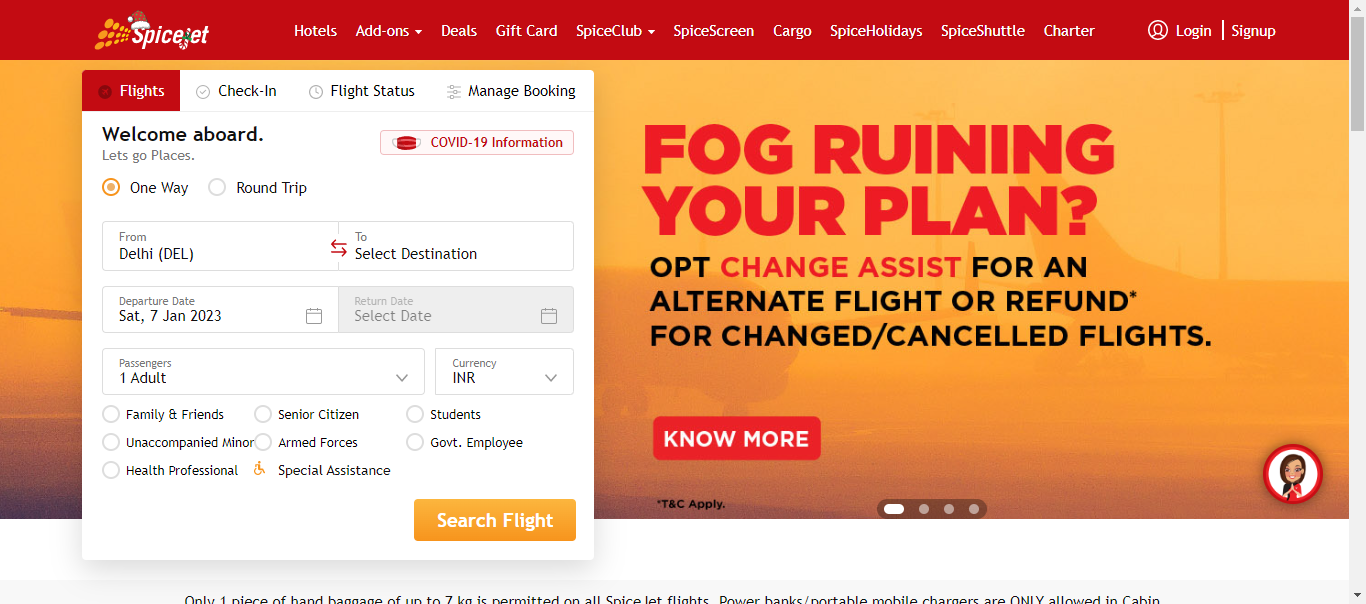 SpiceJet
Hotels Add-ons Deals Gift Card SpiceClub SpiceScreen Cargo SpiceHolidays SpiceShuttle Charter Login Signup
Flights Check-In Flight Status Manage Booking
Welcome aboard.
Lets go Places.
COVID-19 Information
One Way Round Trip
From
Delhi (DEL)
To
Select Destination
Departure Date
Sat, 7 Jan 2023
Return Date
Select Date
Passengers
1 Adult
Currency
INR
Family & Friends Senior Citizen Students
Unaccompanied Minor Armed Forces Govt. Employee
Health Professional Special Assistance
Search Flight
FOG RUINING
YOUR PLAN?
OPT CHANGE ASSIST FOR AN
ALTERNATE FLIGHT OR REFUND*
FOR CHANGED/CANCELLED FLIGHTS.
KNOW MORE
*T&C Apply.
Only 1 piece of hand baggage of up to 7 kg is permitted on all SpiceJet flights. Power banks/portable mobile chargers are ONLY allowed in Cabin